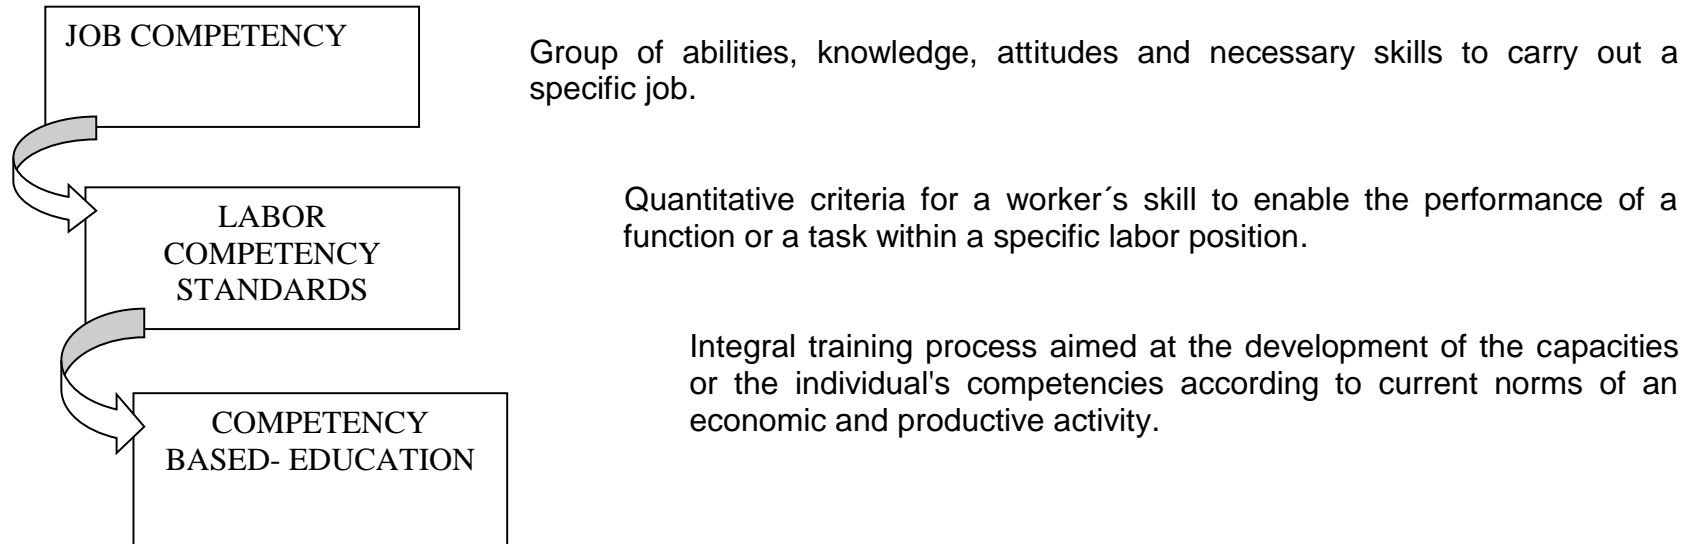 JOB COMPETENCY
Group of abilities, knowledge, attitudes and necessary skills to carry out a
specific job.
LABOR
COMPETENCY
STANDARDS
Quantitative criteria for a worker´s skill to enable the performance of a
function or a task within a specific labor position.
COMPETENCY
BASED- EDUCATION
Integral training process aimed at the development of the capacities
or the individual's competencies according to current norms of an
economic and productive activity.